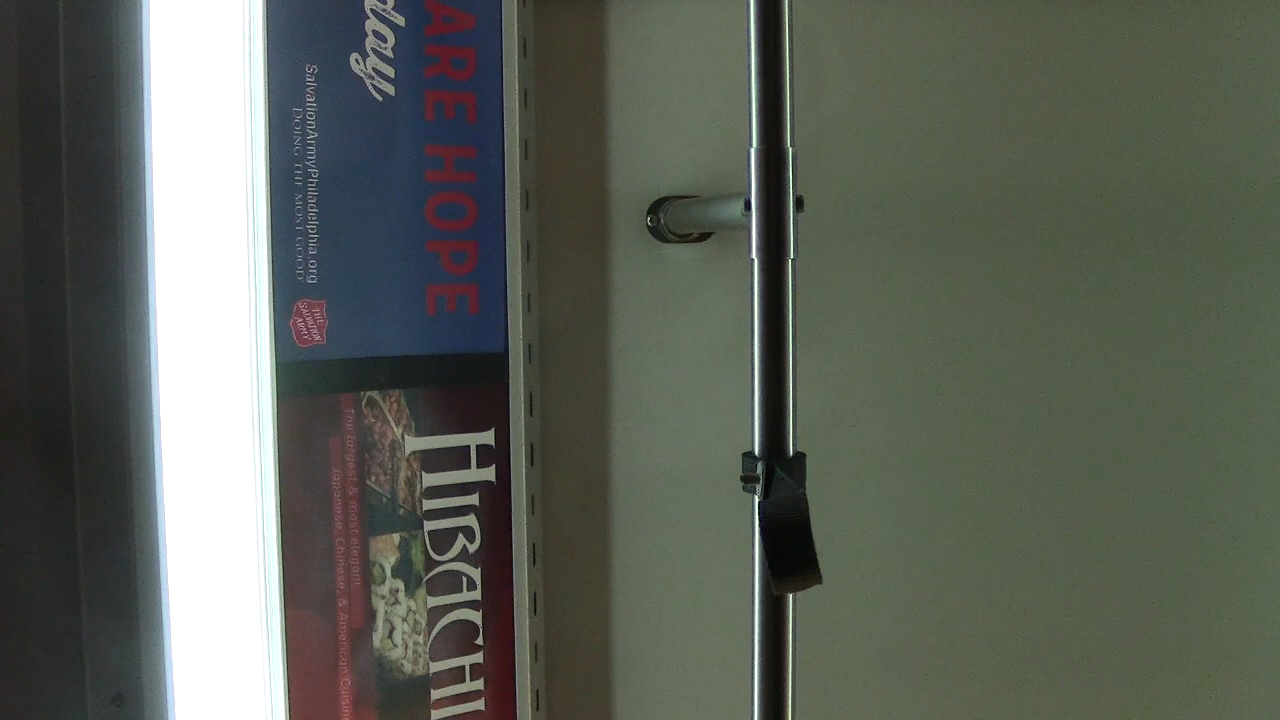 ARE HOPE
day
SalvationArmyPhiladelphia.org
DOING THE MOST GOOD
THE
SALVATION
ARMY
HIBACHI
The largest & most elegant
Japanese, Chinese, & American Cuisin